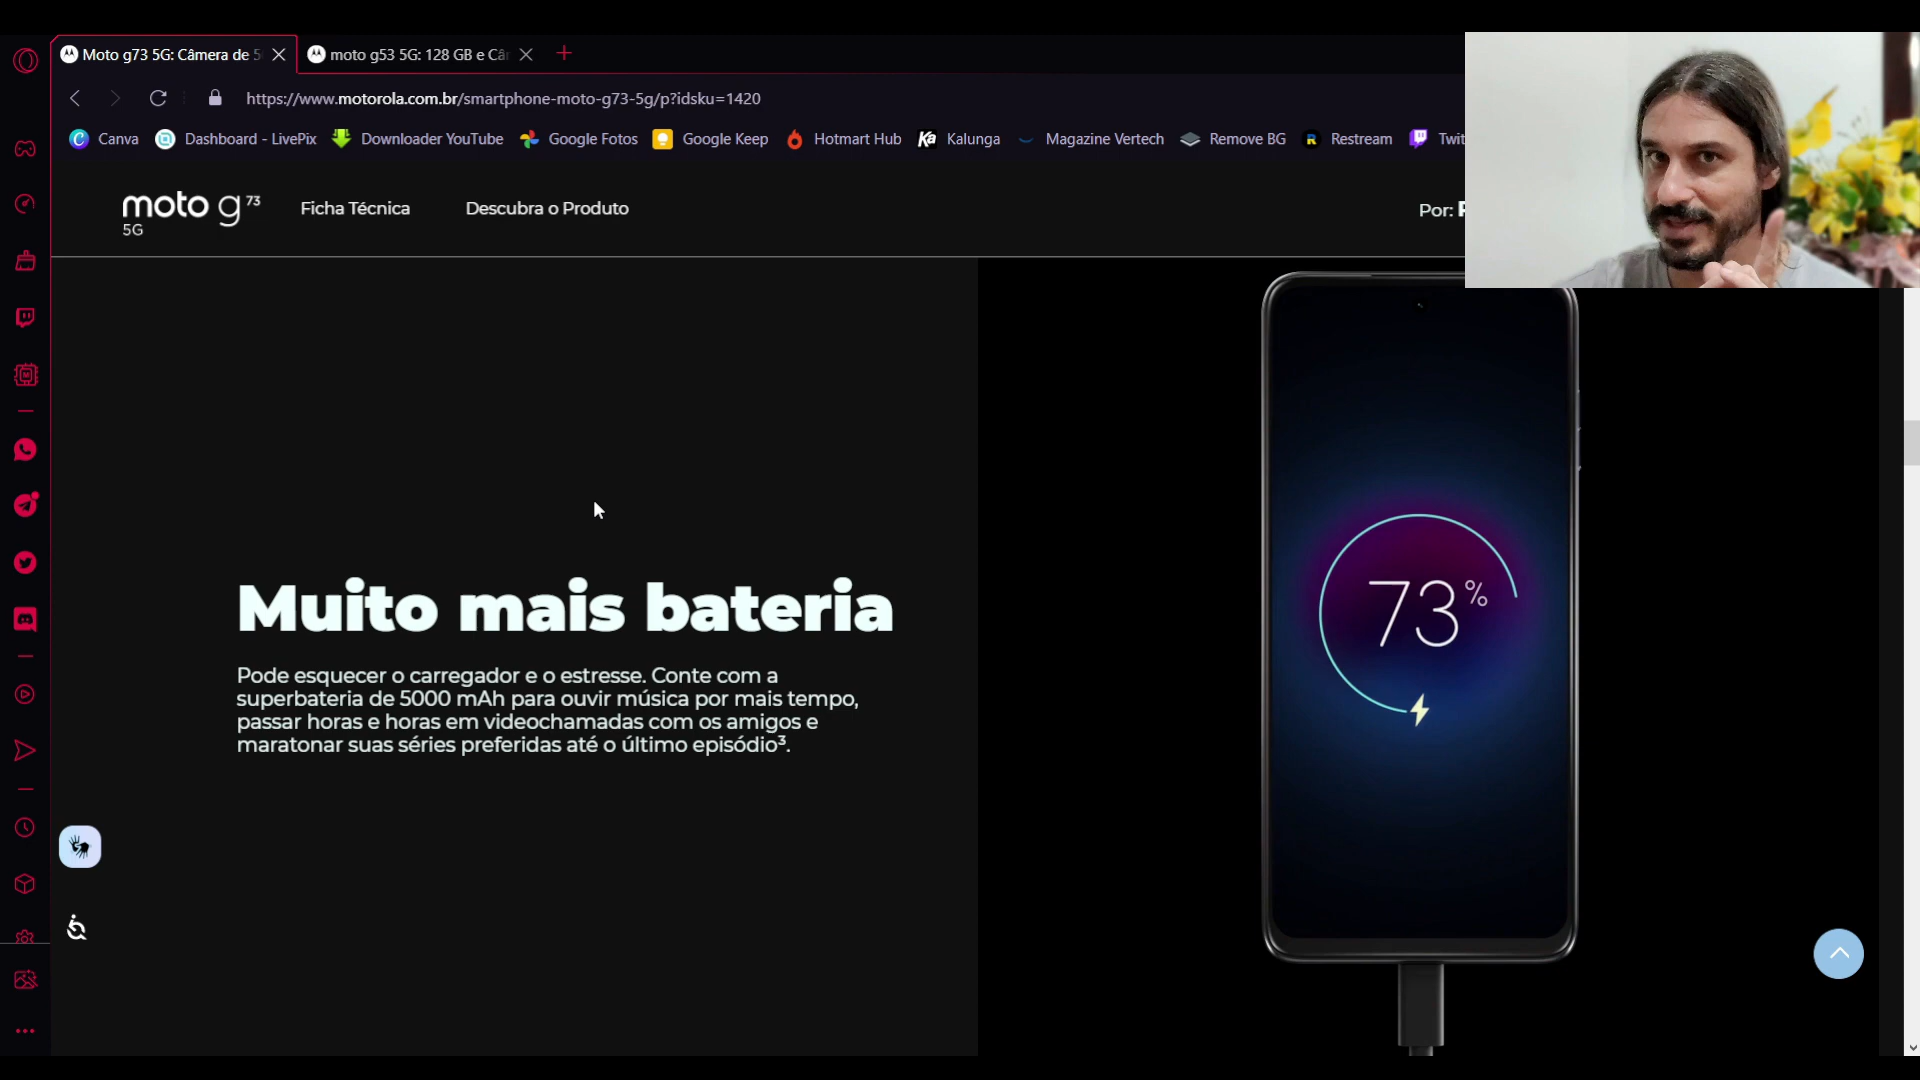 Moto g73 5G: Câmera de 5
moto g53 5G: 128 GB e Câ
https://www.motorola.com.br/smartphone-moto-g73-5g/p?idsku=1420
Canva
Dashboard - LivePix
Downloader YouTube
Google Fotos
Google Keep
Hotmart Hub
Kalunga
Magazine Vertech
Remove BG
Restream
Twit
moto g 73
5G
Ficha Técnica
Descubra o Produto
Por:
73%
Muito mais bateria
Pode esquecer o carregador e o estresse. Conte com a
superbateria de 5000 mAh para ouvir música por mais tempo,
passar horas e horas em videochamadas com os amigos e
maratonar suas séries preferidas até o último episódio³.